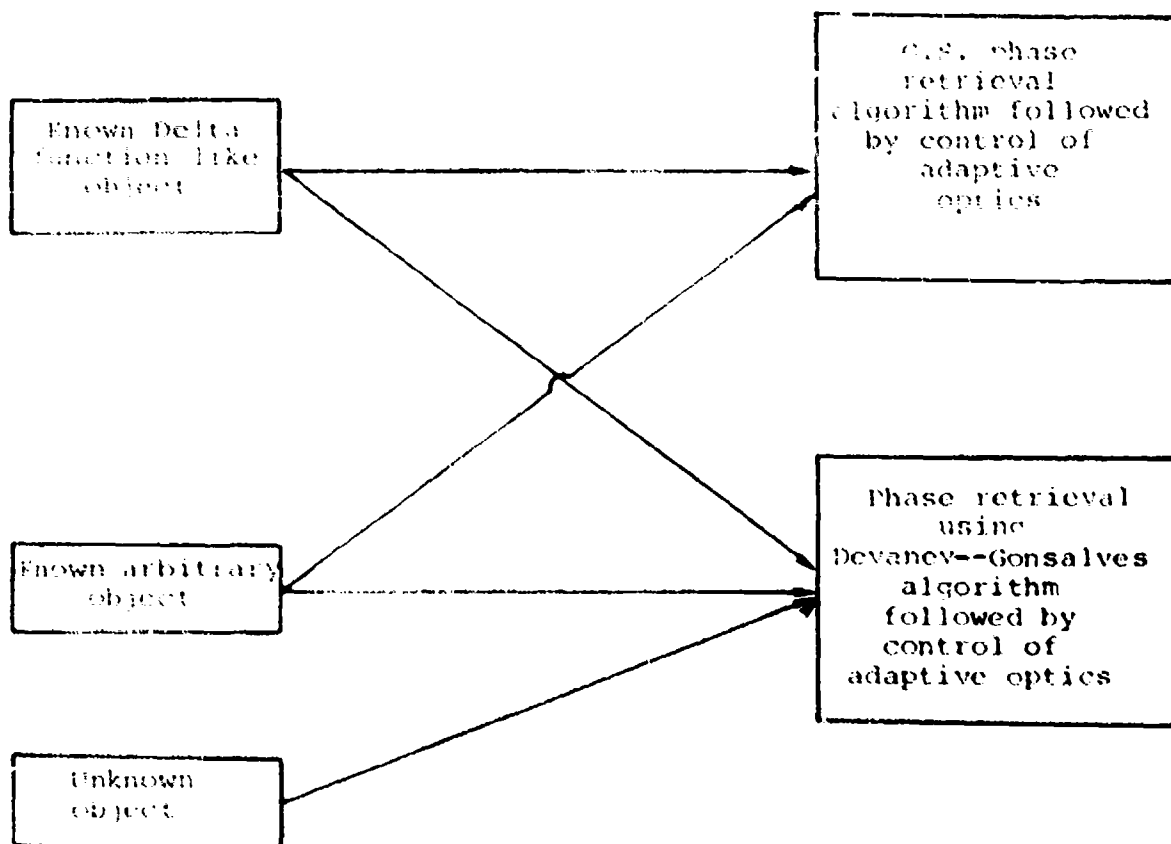 Known Delta
function like
object
G.S. phase
retrieval
algorithm followed
by control of
adaptive
optics
Known arbitrary
object
Phase retrieval
using
Devaney--Gonsalves
algorithm
followed by
control of
adaptive optics
Unknown
object